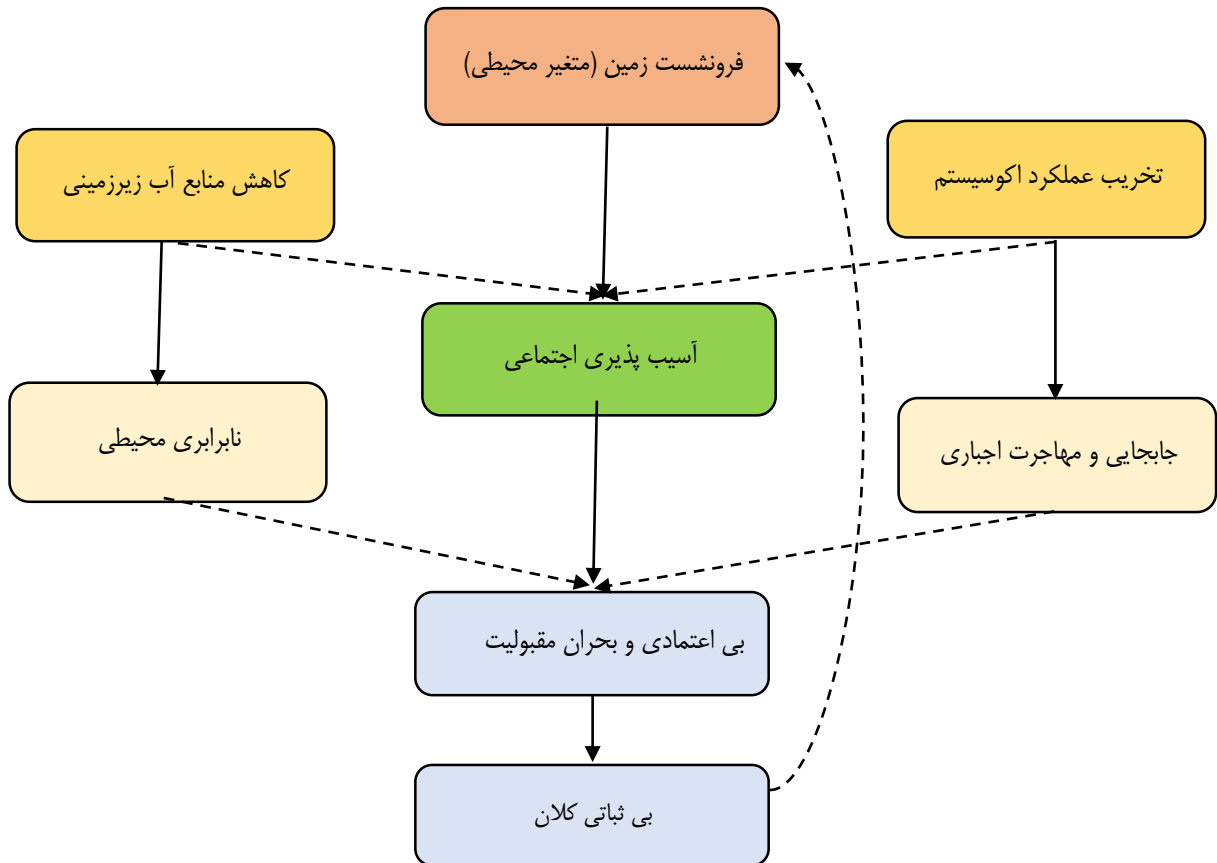 فرونشست زمین (متغیر محیطی)
تخریب عملکرد اکوسیستم
کاهش منابع آب زیرزمینی
آسیب پذیری اجتماعی
جابجایی و مهاجرت اجباری
نابرابری محیطی
بی اعتمادی و بحران مقبولیت
بی ثباتی کلان